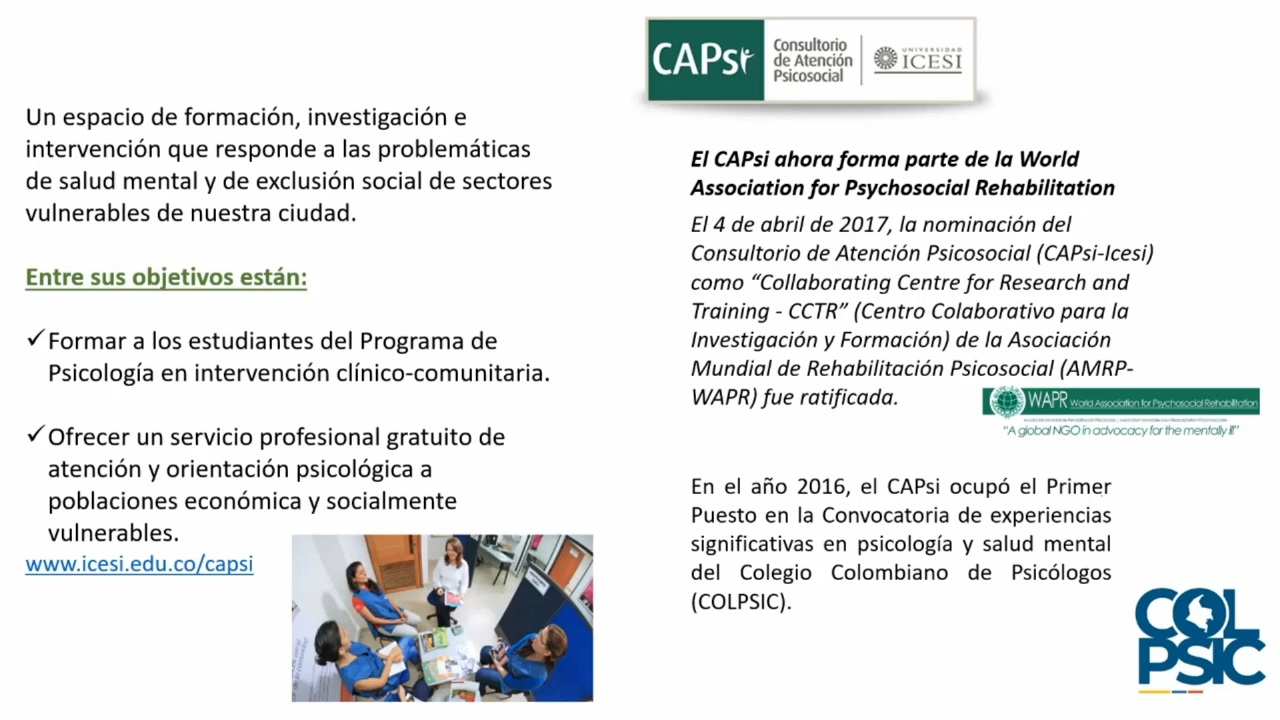 Un espacio de formación, investigación e
intervención que responde a las problemáticas
de salud mental y de exclusión social de sectores
vulnerables de nuestra ciudad.
Entre sus objetivos están:
✓Formar a los estudiantes del Programa de
Psicología en intervención clínico-comunitaria.
✓Ofrecer un servicio profesional gratuito de
atención y orientación psicológica a
poblaciones económica y socialmente
vulnerables.
www.icesi.edu.co/capsi
CAPsi
Consultorio
de Atención
Psicosocial
UNIVERSIDAD
ICESI
El CAPsi ahora forma parte de la World
Association for Psychosocial Rehabilitation
El 4 de abril de 2017, la nominación del
Consultorio de Atención Psicosocial (CAPsi-Icesi)
como “Collaborating Centre for Research and
Training - CCTR” (Centro Colaborativo para la
Investigación y Formación) de la Asociación
Mundial de Rehabilitación Psicosocial (AMRP-
WAPR) fue ratificada.
WAPR World Association for Psychosocial Rehabilitation
“A global NGO in advocacy for the mentally ill”
En el año 2016, el CAPsi ocupó el Primer
Puesto en la Convocatoria de experiencias
significativas en psicología y salud mental
del Colegio Colombiano de Psicólogos
(COLPSIC).
COL
PSIC